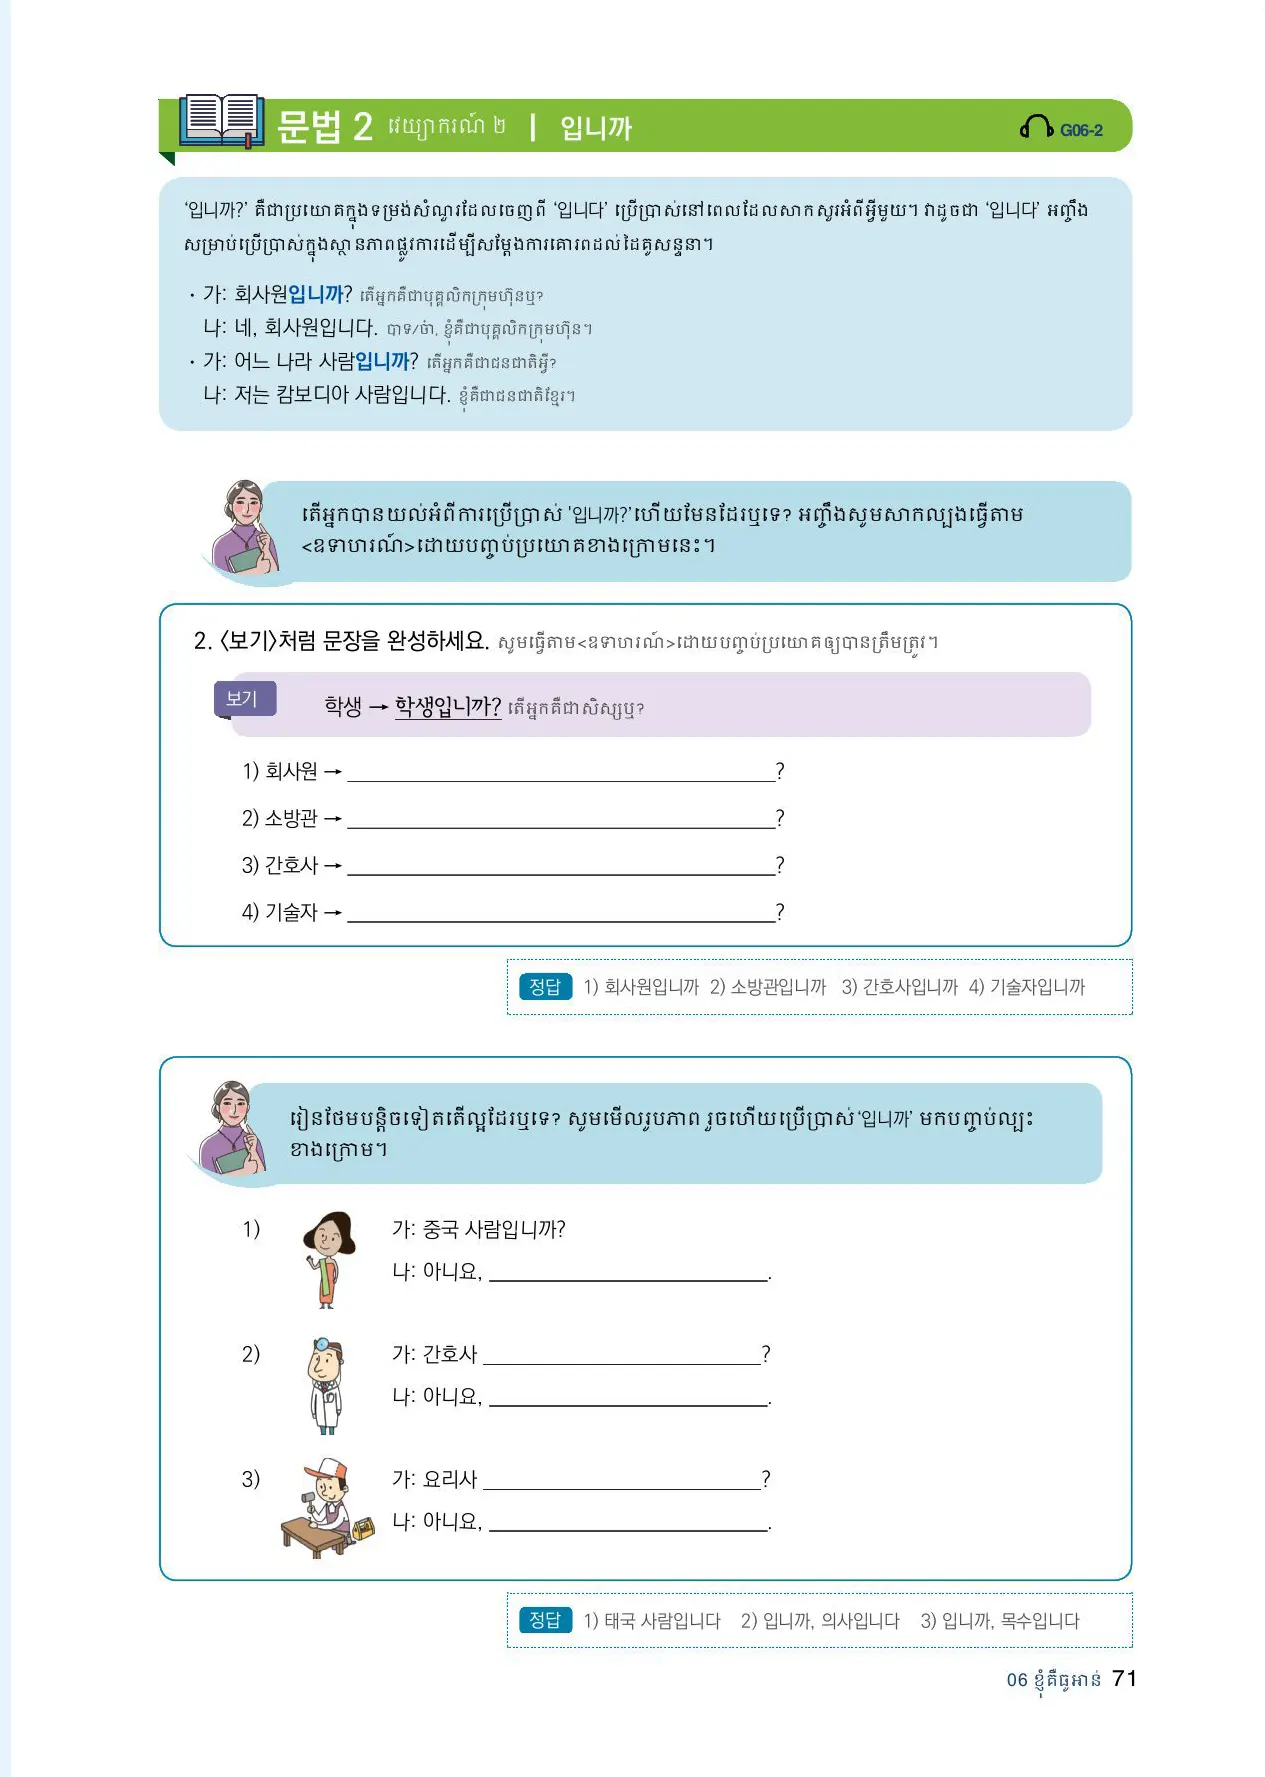 문법 2 វេយ្យាករណ៍ ២ | 입니까 G06-2
‘입니까?’ គឺជាប្រយោគក្នុងទម្រង់សំណួរដែលចេញពី ‘입니다’ ប្រើប្រាស់នៅពេលដែលសាកសួរអំពីអ្វីមួយ។ វាដូចជា ‘입니다’ អញ្ចឹង
សម្រាប់ប្រើប្រាស់ក្នុងស្ថានភាពផ្លូវការដើម្បីសម្ដែងការគោរពដល់ដៃគូសន្ទនា។
• 가: 회사원입니까? តើអ្នកគឺជាបុគ្គលិកក្រុមហ៊ុនឬ?
나: 네, 회사원입니다. បាទ/ចា៎, ខ្ញុំគឺជាបុគ្គលិកក្រុមហ៊ុន។
• 가: 어느 나라 사람입니까? តើអ្នកគឺជាជនជាតិអ្វី?
나: 저는 캄보디아 사람입니다. ខ្ញុំគឺជាជនជាតិខ្មែរ។
តើអ្នកបានយល់អំពីការប្រើប្រាស់ '입니까?'ហើយមែនដែរឬទេ? អញ្ចឹងសូមសាកល្បងធ្វើតាម
<ឧទាហរណ៍>ដោយបញ្ចប់ប្រយោគខាងក្រោមនេះ។
2. 〈보기〉처럼 문장을 완성하세요. សូមធ្វើតាម<ឧទាហរណ៍>ដោយបញ្ចប់ប្រយោគឲ្យបានត្រឹមត្រូវ។
보기 학생 → 학생입니까? តើអ្នកគឺជាសិស្សឬ?
1) 회사원 → ?
2) 소방관 → ?
3) 간호사 → ?
4) 기술자 → ?
정답 1) 회사원입니까 2) 소방관입니까 3) 간호사입니까 4) 기술자입니까
រៀនថែមបន្តិចទៀតតើល្អដែរឬទេ? សូមមើលរូបភាព រួចហើយប្រើប្រាស់ ‘입니까’ មកបញ្ចប់ល្បះ
ខាងក្រោម។
1) 가: 중국 사람입니까?
나: 아니요, .
2) 가: 간호사 ?
나: 아니요, .
3) 가: 요리사 ?
나: 아니요, .
정답 1) 태국 사람입니다 2) 입니까, 의사입니다 3) 입니까, 목수입니다
06 ខ្ញុំគឺធូអាន់ 71